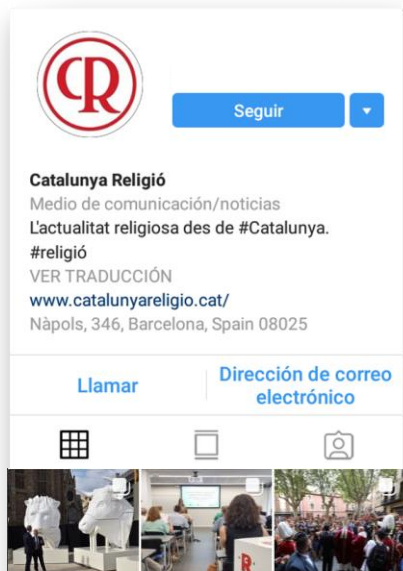 CR
Seguir
Catalunya Religió
Medio de comunicación/noticias
L'actualitat religiosa des de #Catalunya.
#religió
VER TRADUCCIÓN
www.catalunyareligio.cat/
Nàpols, 346, Barcelona, Spain 08025
Llamar
Dirección de correo
electrónico